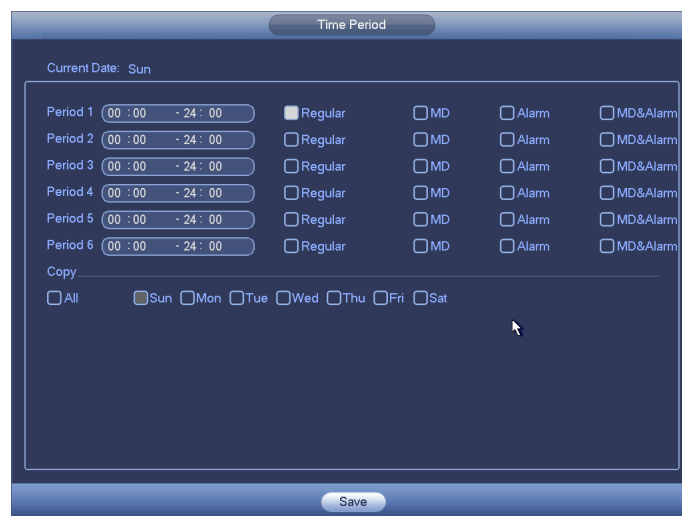 Time Period
Current Date: Sun
Period 1 00 : 00 - 24 : 00 Regular MD Alarm MD&Alarm
Period 2 00 : 00 - 24 : 00 Regular MD Alarm MD&Alarm
Period 3 00 : 00 - 24 : 00 Regular MD Alarm MD&Alarm
Period 4 00 : 00 - 24 : 00 Regular MD Alarm MD&Alarm
Period 5 00 : 00 - 24 : 00 Regular MD Alarm MD&Alarm
Period 6 00 : 00 - 24 : 00 Regular MD Alarm MD&Alarm
Copy
All Sun Mon Tue Wed Thu Fri Sat
Save